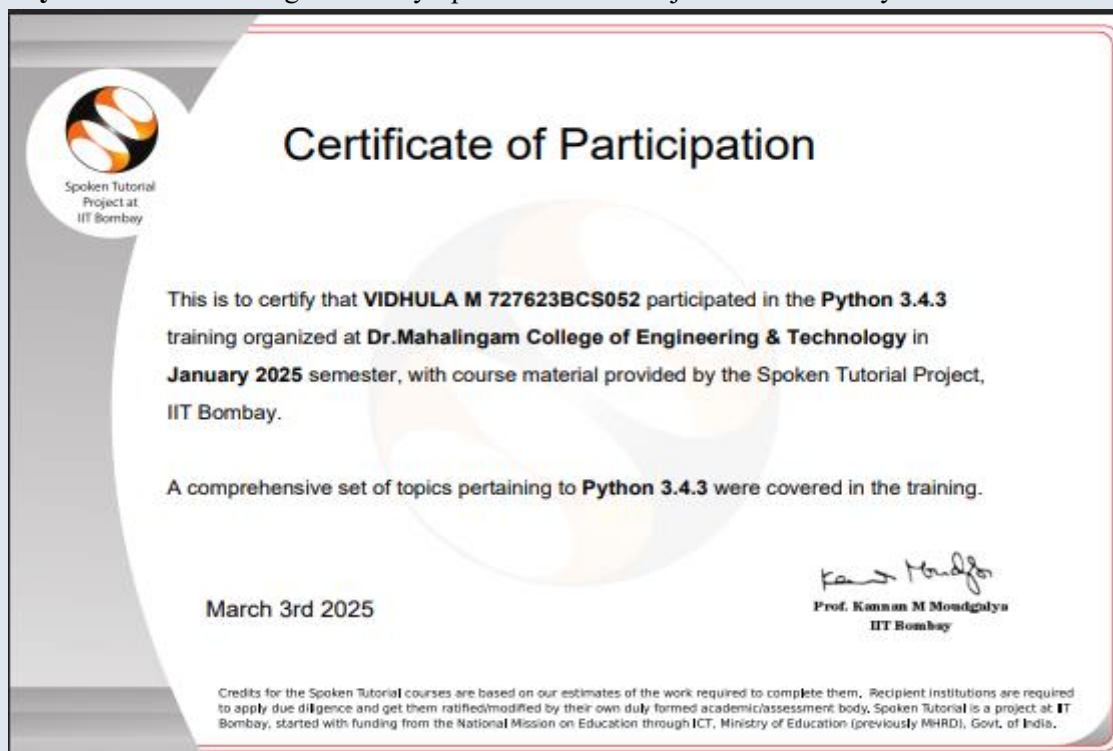 Spoken Tutorial
Project at
IIT Bombay
Certificate of Participation
This is to certify that VIDHULA M 727623BCS052 participated in the Python 3.4.3
training organized at Dr.Mahalingam College of Engineering & Technology in
January 2025 semester, with course material provided by the Spoken Tutorial Project,
IIT Bombay.
A comprehensive set of topics pertaining to Python 3.4.3 were covered in the training.
March 3rd 2025
Prof. Kannan M Moudgalya
IIT Bombay
Credits for the Spoken Tutorial courses are based on our estimates of the work required to complete them. Recipient institutions are required
to apply due diligence and get them ratified/modified by their own duly formed academic/assessment body. Spoken Tutorial is a project at IIT
Bombay, started with funding from the National Mission on Education through ICT, Ministry of Education (previously MHRD), Govt. of India.